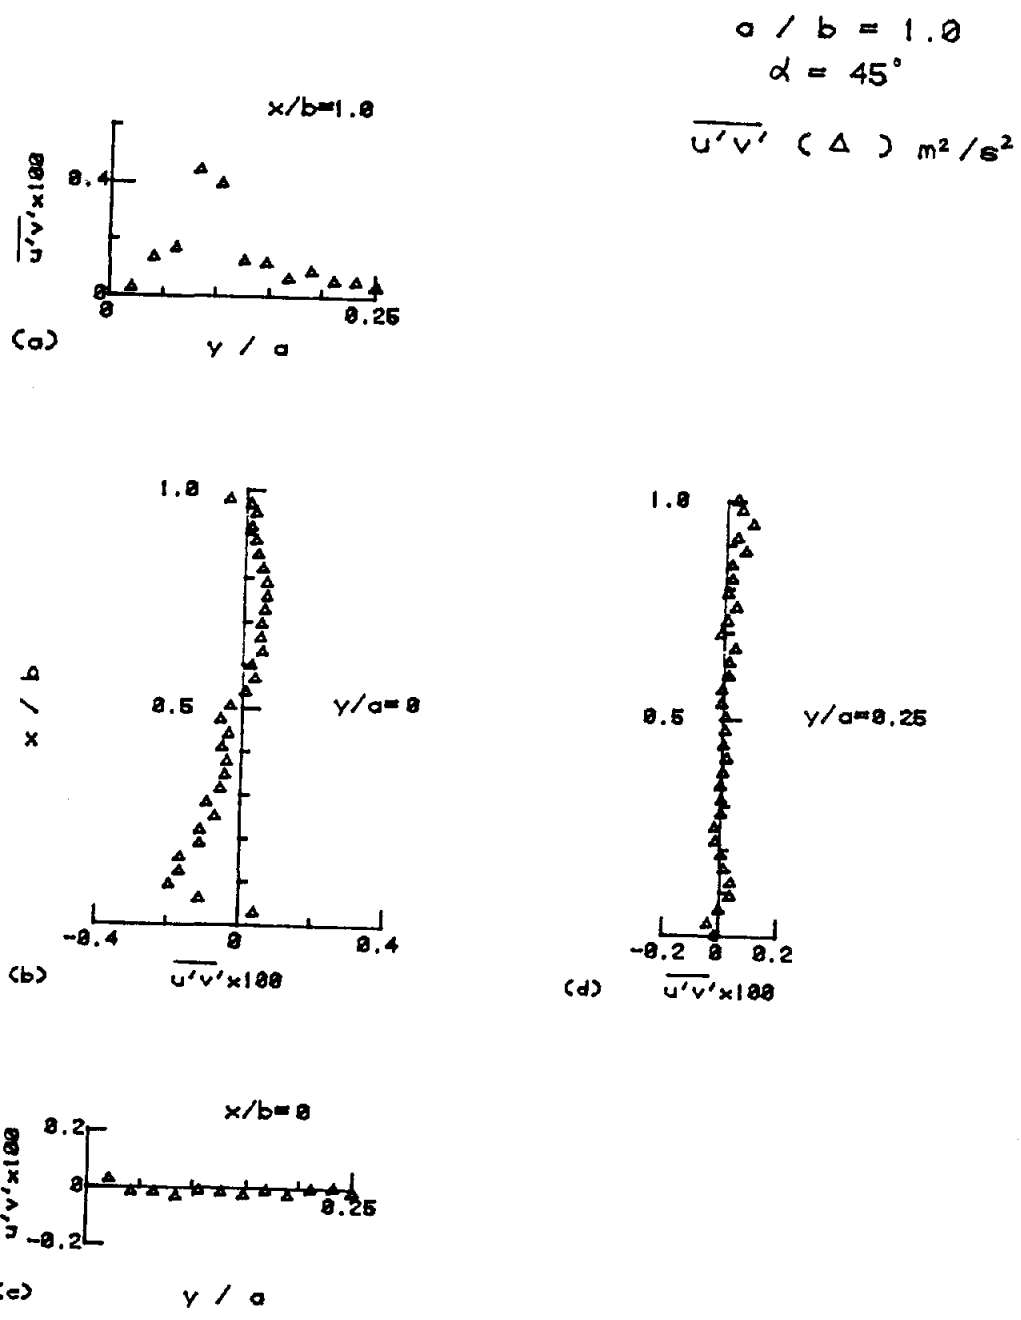 a / b = 1.0
α = 45°
u'v' ( Δ ) m²/s²
x/b=1.0
u'v'x100
0.4
0
0
0.25
(a)
y / a
1.0
0.5
x / b
y/a=0
-0.4
0
0.4
(b)
u'v'x100
1.0
0.5
y/a=0.25
-0.2
0
0.2
(d)
u'v'x100
x/b=0
u'v'x100
0.2
0
-0.2
0.25
(c)
y / a